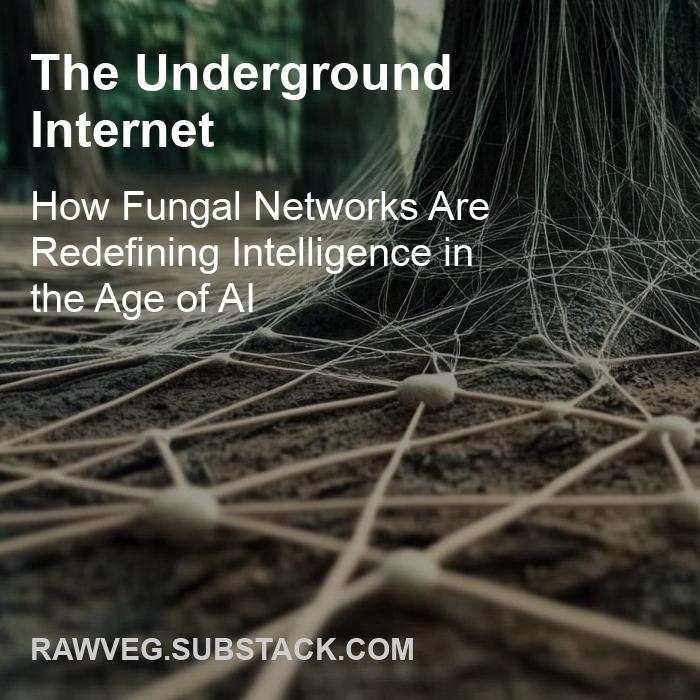 The Underground
Internet
How Fungal Networks Are
Redefining Intelligence in
the Age of AI
RAWVEG.SUBSTACK.COM